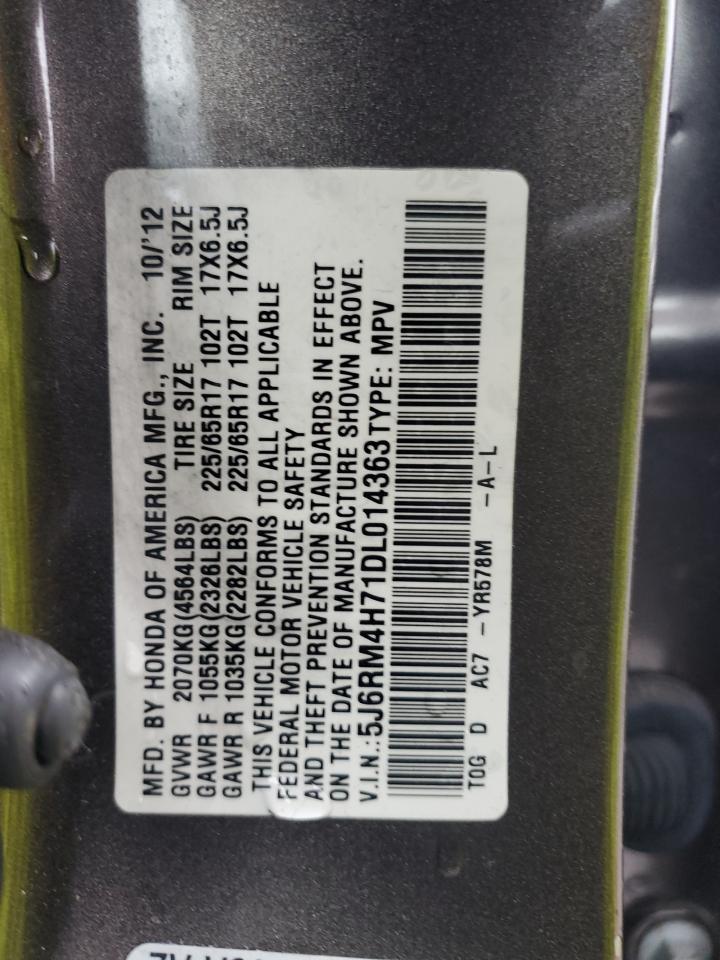 MFD. BY HONDA OF AMERICA MFG., INC. 10/'12
GVWR 2070KG(4564LBS) TIRE SIZE RIM SIZE
GAWR F 1055KG(2326LBS) 225/65R17 102T 17X6.5J
GAWR R 1035KG(2282LBS) 225/65R17 102T 17X6.5J
THIS VEHICLE CONFORMS TO ALL APPLICABLE
FEDERAL MOTOR VEHICLE SAFETY
AND THEFT PREVENTION STANDARDS IN EFFECT
ON THE DATE OF MANUFACTURE SHOWN ABOVE.
V.I.N.:5J6RM4H71DL014363 TYPE: MPV
TOG D AC7 - YR578M -A-L